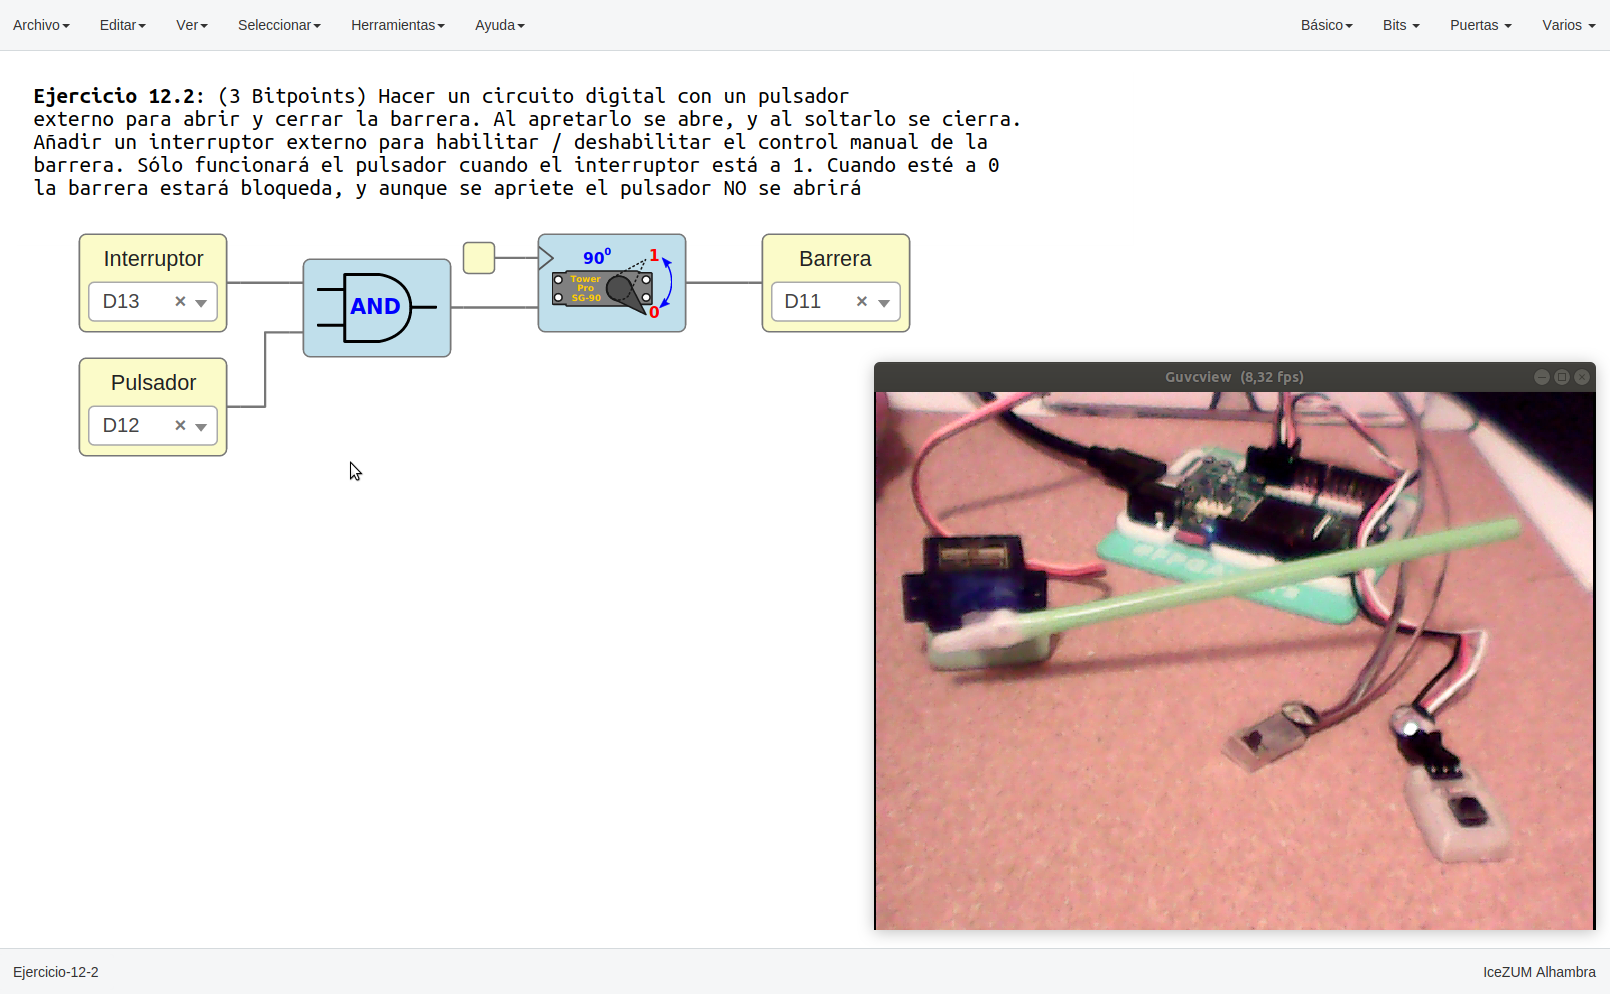 Archivo Editar Ver Seleccionar Herramientas Ayuda Básico Bits Puertas Varios
Ejercicio 12.2: (3 Bitpoints) Hacer un circuito digital con un pulsador
externo para abrir y cerrar la barrera. Al apretarlo se abre, y al soltarlo se cierra.
Añadir un interruptor externo para habilitar / deshabilitar el control manual de la
barrera. Sólo funcionará el pulsador cuando el interruptor está a 1. Cuando esté a 0
la barrera estará bloqueda, y aunque se apriete el pulsador NO se abrirá
Interruptor
D13
AND
90⁰
1
Tower
Pro
SG-90
0
Barrera
D11
Pulsador
D12
Guvcview (8,32 fps)
Ejercicio-12-2
IceZUM Alhambra